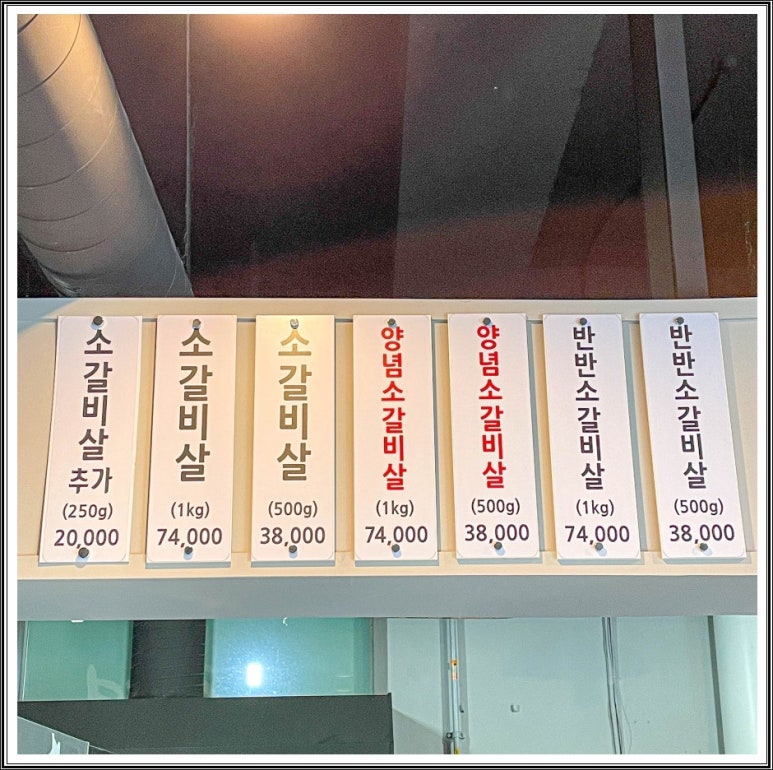 소갈비살
추가
(250g)
20,000
소갈비살
(1kg)
74,000
소갈비살
(500g)
38,000
양념소갈비살
(1kg)
74,000
양념소갈비살
(500g)
38,000
반반소갈비살
(1kg)
74,000
반반소갈비살
(500g)
38,000